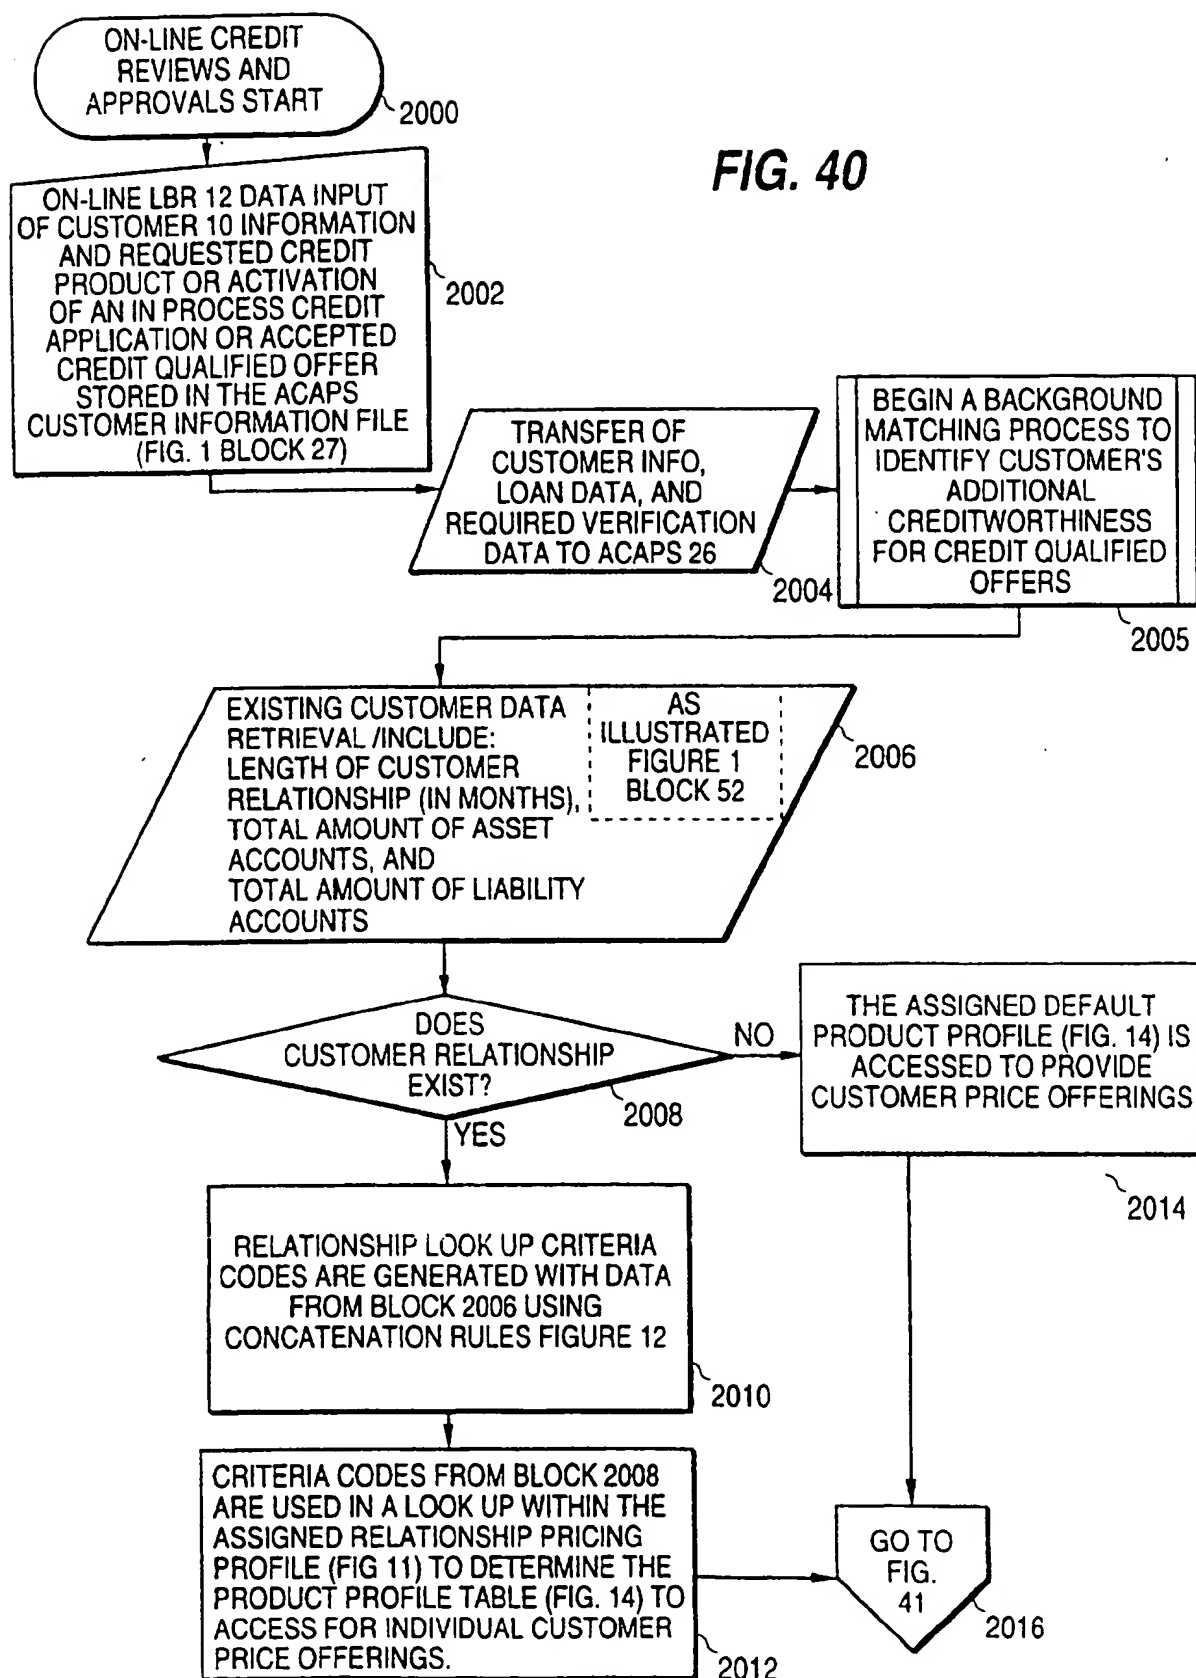 ON-LINE CREDIT
REVIEWS AND
APPROVALS START
2000
FIG. 40
ON-LINE LBR 12 DATA INPUT
OF CUSTOMER 10 INFORMATION
AND REQUESTED CREDIT
PRODUCT OR ACTIVATION
OF AN IN PROCESS CREDIT
APPLICATION OR ACCEPTED
CREDIT QUALIFIED OFFER
STORED IN THE ACAPS
CUSTOMER INFORMATION FILE
(FIG. 1 BLOCK 27)
2002
TRANSFER OF
CUSTOMER INFO,
LOAN DATA, AND
REQUIRED VERIFICATION
DATA TO ACAPS 26
2004
BEGIN A BACKGROUND
MATCHING PROCESS TO
IDENTIFY CUSTOMER'S
ADDITIONAL
CREDITWORTHINESS
FOR CREDIT QUALIFIED
OFFERS
2005
EXISTING CUSTOMER DATA
RETRIEVAL /INCLUDE:
LENGTH OF CUSTOMER
RELATIONSHIP (IN MONTHS),
TOTAL AMOUNT OF ASSET
ACCOUNTS, AND
TOTAL AMOUNT OF LIABILITY
ACCOUNTS
AS
ILLUSTRATED
FIGURE 1
BLOCK 52
2006
DOES
CUSTOMER RELATIONSHIP
EXIST?
2008
NO
YES
THE ASSIGNED DEFAULT
PRODUCT PROFILE (FIG. 14) IS
ACCESSED TO PROVIDE
CUSTOMER PRICE OFFERINGS
2014
RELATIONSHIP LOOK UP CRITERIA
CODES ARE GENERATED WITH DATA
FROM BLOCK 2006 USING
CONCATENATION RULES FIGURE 12
2010
CRITERIA CODES FROM BLOCK 2008
ARE USED IN A LOOK UP WITHIN THE
ASSIGNED RELATIONSHIP PRICING
PROFILE (FIG 11) TO DETERMINE THE
PRODUCT PROFILE TABLE (FIG. 14) TO
ACCESS FOR INDIVIDUAL CUSTOMER
PRICE OFFERINGS.
2012
GO TO
FIG.
41
2016